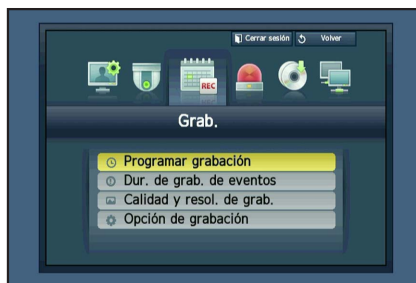 Cerrar sesión Volver
REC
Grab.
Programar grabación
Dur. de grab. de eventos
Calidad y resol. de grab.
Opción de grabación